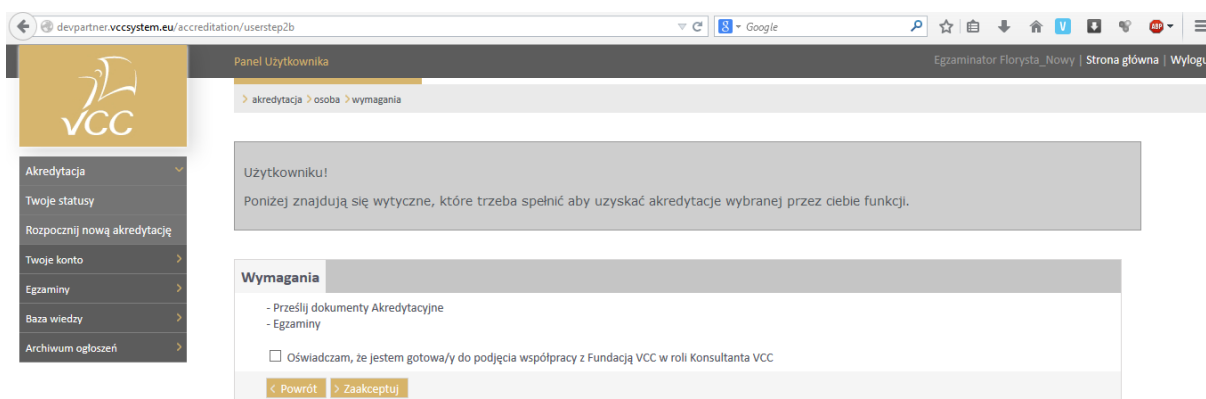 devpartner.vccsystem.eu/accreditation/userstep2b
Google
VCC
Panel Użytkownika
Egzaminator Florysta_Nowy | Strona główna | Wylogu
akredytacja > osoba > wymagania
Akredytacja
Twoje statusy
Rozpocznij nową akredytację
Twoje konto
Egzaminy
Baza wiedzy
Archiwum ogłoszeń
Użytkowniku!
Poniżej znajdują się wytyczne, które trzeba spełnić aby uzyskać akredytacje wybranej przez ciebie funkcji.
Wymagania
- Prześlij dokumenty Akredytacyjne
- Egzaminy
Oświadczam, że jestem gotowa/y do podjęcia współpracy z Fundacją VCC w roli Konsultanta VCC
< Powrót > Zaakceptuj